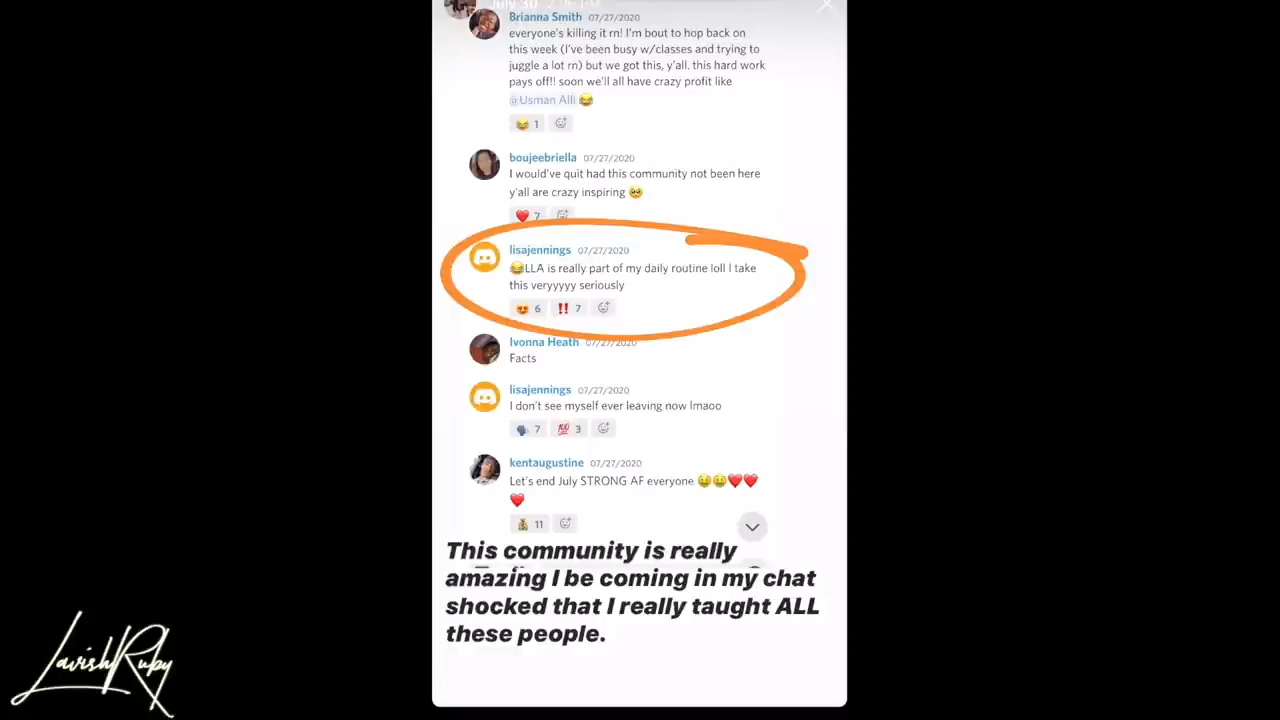 July 30
Brianna Smith 07/27/2020
everyone's killing it rn! I'm bout to hop back on
this week (I've been busy w/classes and trying to
juggle a lot rn) but we got this, y'all. this hard work
pays off!! soon we'll all have crazy profit like
@Usman Alli 😂
😂 1
boujeebriella 07/27/2020
I would've quit had this community not been here
y'all are crazy inspiring 🥺
❤️ 7
lisajennings 07/27/2020
😂LLA is really part of my daily routine loll I take
this veryyyyy seriously
😍 6 ‼️ 7
Ivonna Heath 07/27/2020
Facts
lisajennings 07/27/2020
I don't see myself ever leaving now lmaoo
🗣️ 7 💯 3
kentaugustine 07/27/2020
Let's end July STRONG AF everyone 🤑🤑❤️❤️
❤️
💰 11
This community is really
amazing I be coming in my chat
shocked that I really taught ALL
these people.
LavishRuby